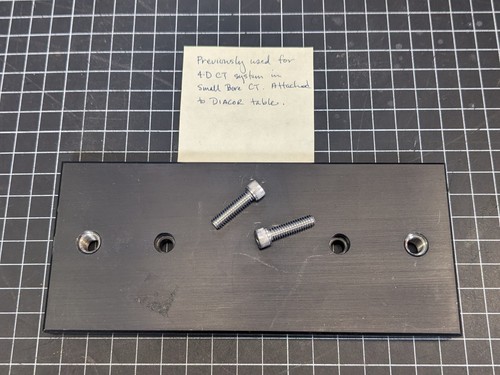 Previously used for
4-D CT system in
Small Bore CT. Attached
to DIACOR table.